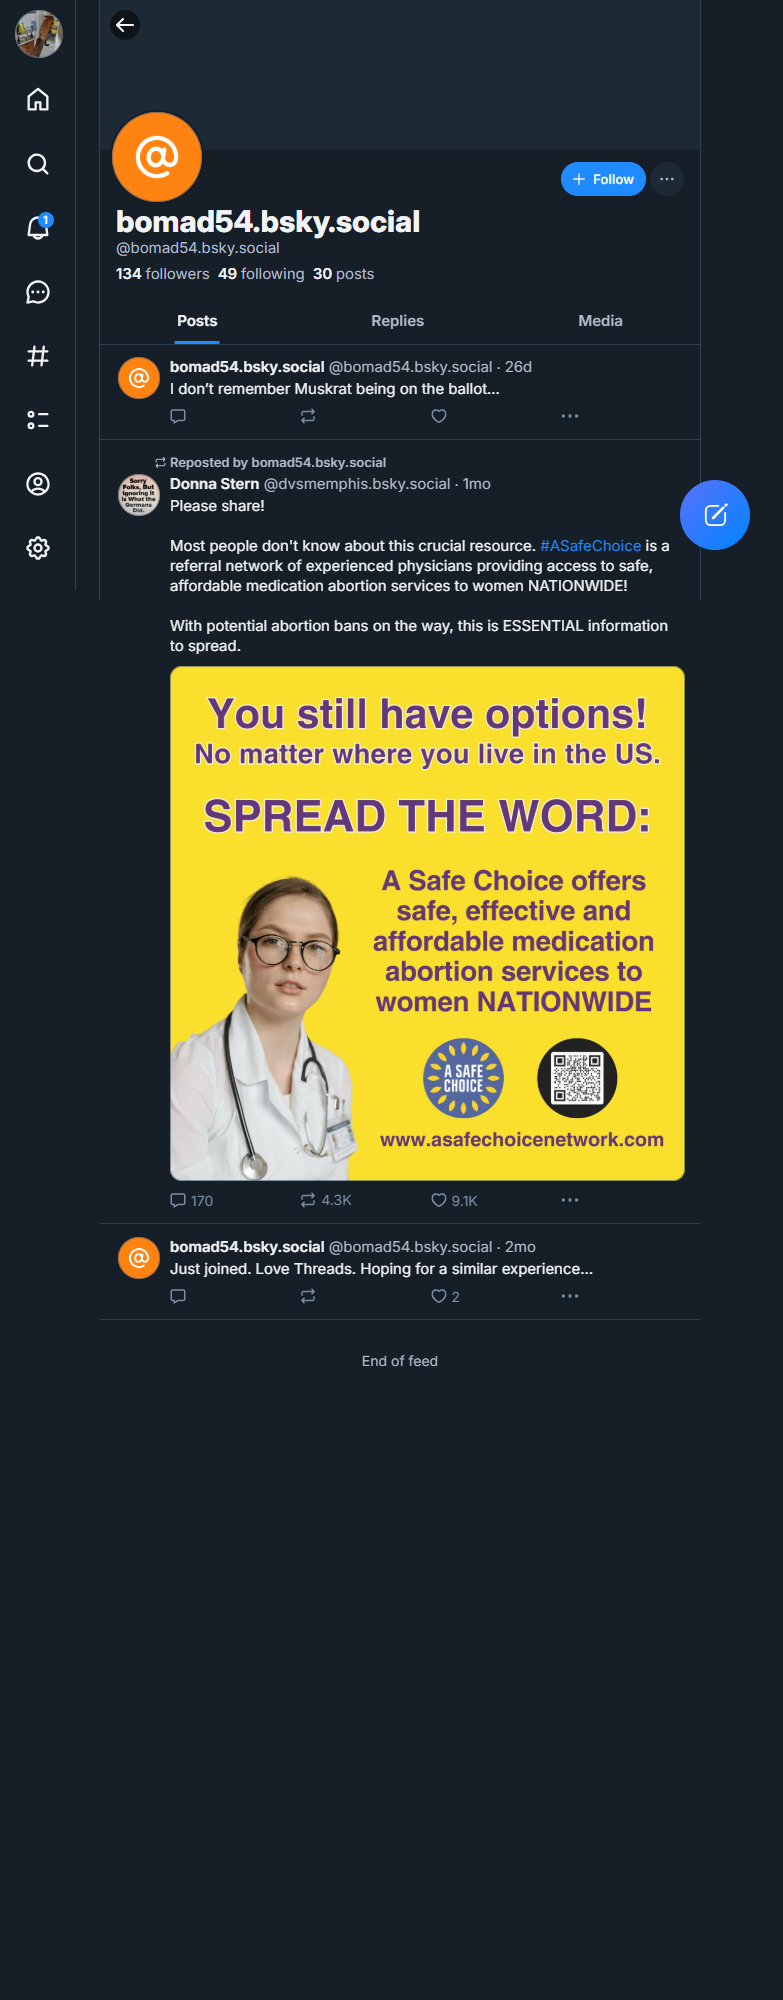 1
@
+ Follow
bomad54.bsky.social
@bomad54.bsky.social
134 followers 49 following 30 posts
Posts Replies Media
@
bomad54.bsky.social @bomad54.bsky.social · 26d
I don’t remember Muskrat being on the ballot...
Reposted by bomad54.bsky.social
Sorry
Folks, But
Ignoring It
is What the
Germans
Did.
Donna Stern @dvsmemphis.bsky.social · 1mo
Please share!
Most people don't know about this crucial resource. #ASafeChoice is a
referral network of experienced physicians providing access to safe,
affordable medication abortion services to women NATIONWIDE!
With potential abortion bans on the way, this is ESSENTIAL information
to spread.
You still have options!
No matter where you live in the US.
SPREAD THE WORD:
A Safe Choice offers
safe, effective and
affordable medication
abortion services to
women NATIONWIDE
A SAFE
CHOICE
www.asafechoicenetwork.com
170 4.3K 9.1K
@
bomad54.bsky.social @bomad54.bsky.social · 2mo
Just joined. Love Threads. Hoping for a similar experience...
2
End of feed